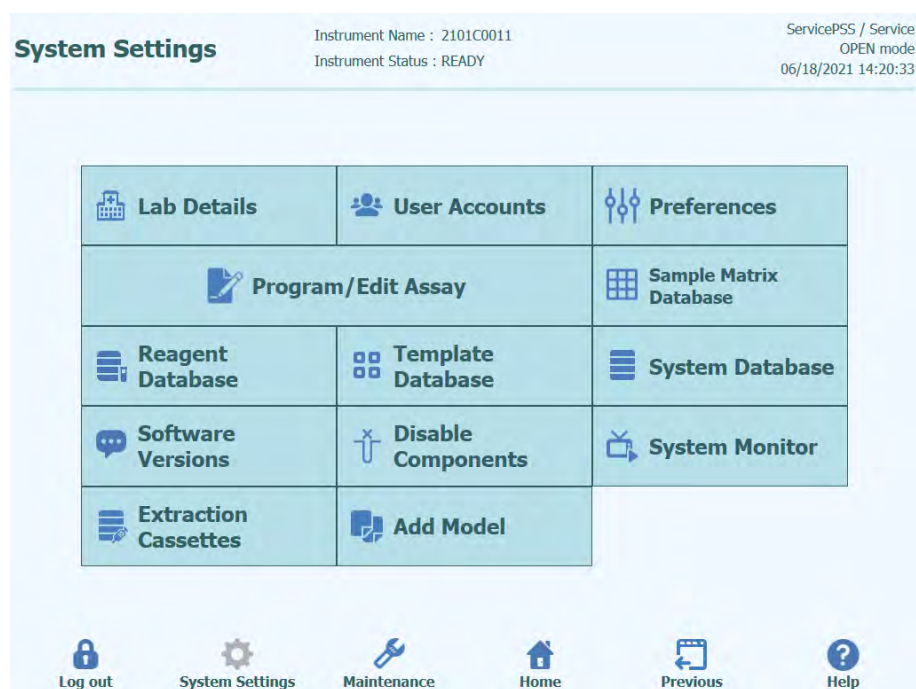 System Settings
Instrument Name : 2101C0011
Instrument Status : READY
ServicePSS / Service
OPEN mode
06/18/2021 14:20:33
Lab Details
User Accounts
Preferences
Program/Edit Assay
Sample Matrix
Database
Reagent
Database
Template
Database
System Database
Software
Versions
Disable
Components
System Monitor
Extraction
Cassettes
Add Model
Log out
System Settings
Maintenance
Home
Previous
Help